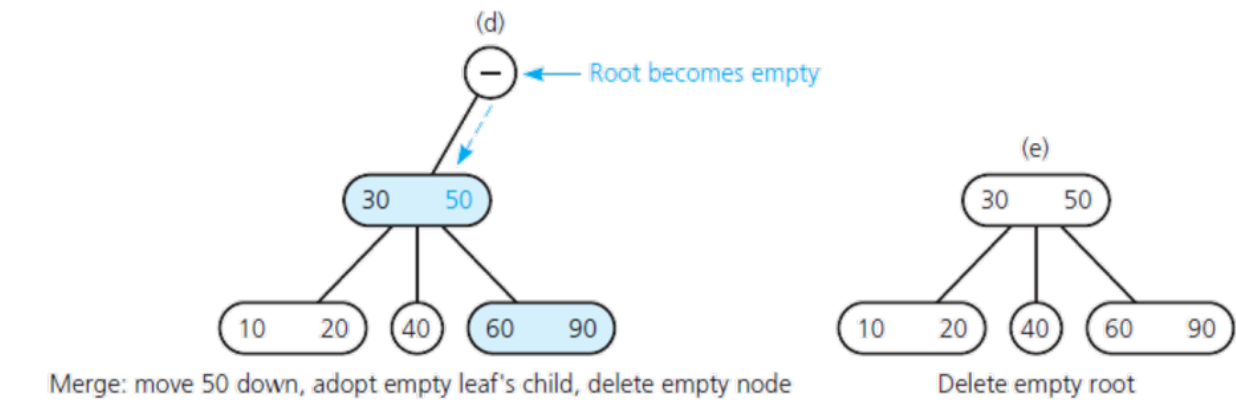 (d)
−
Root becomes empty
30 50
10 20 40 60 90
Merge: move 50 down, adopt empty leaf's child, delete empty node
(e)
30 50
10 20 40 60 90
Delete empty root